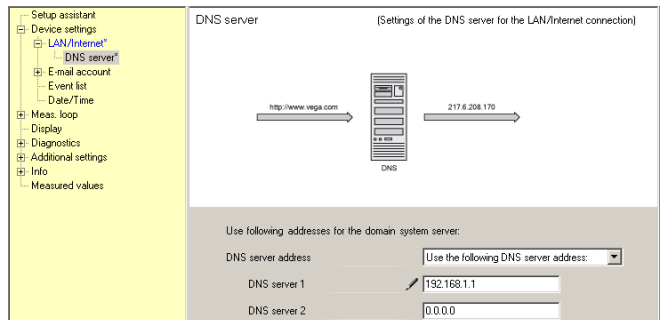 Setup assistant
Device settings
LAN/Internet*
DNS server*
E-mail account
Event list
Date/Time
Meas. loop
Display
Diagnostics
Additional settings
Info
Measured values
DNS server (Settings of the DNS server for the LAN/Internet connection)
http://www.vega.com 217.6.208.170
DNS
Use following addresses for the domain system server:
DNS server address Use the following DNS server address:
DNS server 1 192.168.1.1
DNS server 2 0.0.0.0